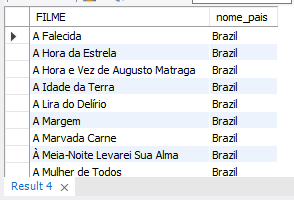 FILME nome_pais
A Falecida Brazil
A Hora da Estrela Brazil
A Hora e Vez de Augusto Matraga Brazil
A Idade da Terra Brazil
A Lira do Delírio Brazil
A Margem Brazil
A Marvada Carne Brazil
À Meia-Noite Levarei Sua Alma Brazil
A Mulher de Todos Brazil
Result 4 ×